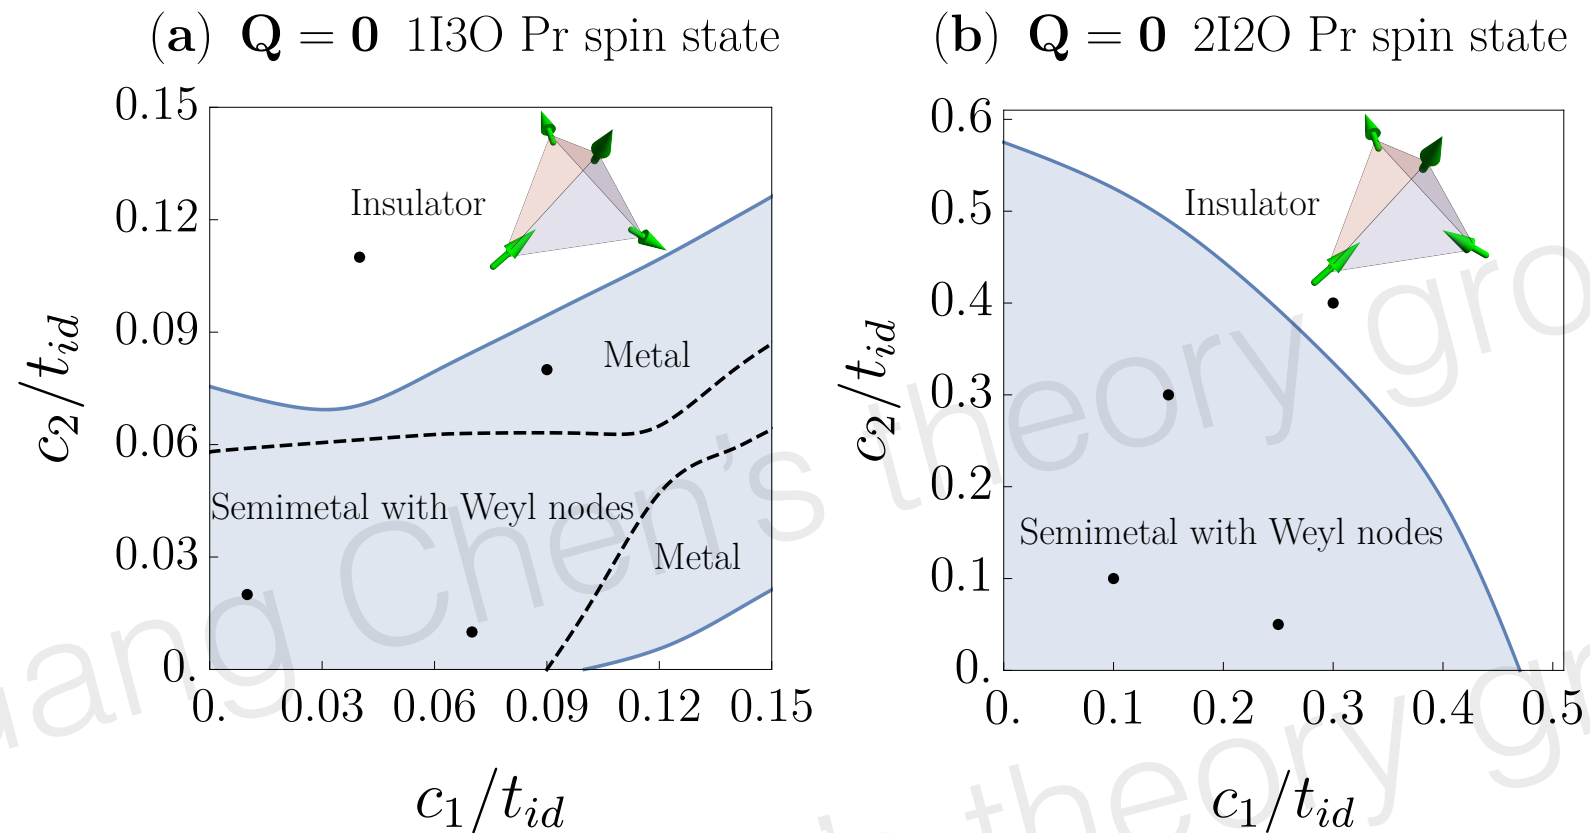 (a) Q = 0 1I3O Pr spin state
0.15
0.12
0.09
0.06
0.03
0.
c2/tid
Insulator
Metal
Semimetal with Weyl nodes
Metal
0. 0.03 0.06 0.09 0.12 0.15
c1/tid
(b) Q = 0 2I2O Pr spin state
0.6
0.5
0.4
0.3
0.2
0.1
0.
c2/tid
Insulator
Semimetal with Weyl nodes
0. 0.1 0.2 0.3 0.4 0.5
c1/tid
uang Chen's theory gro
's theory gr